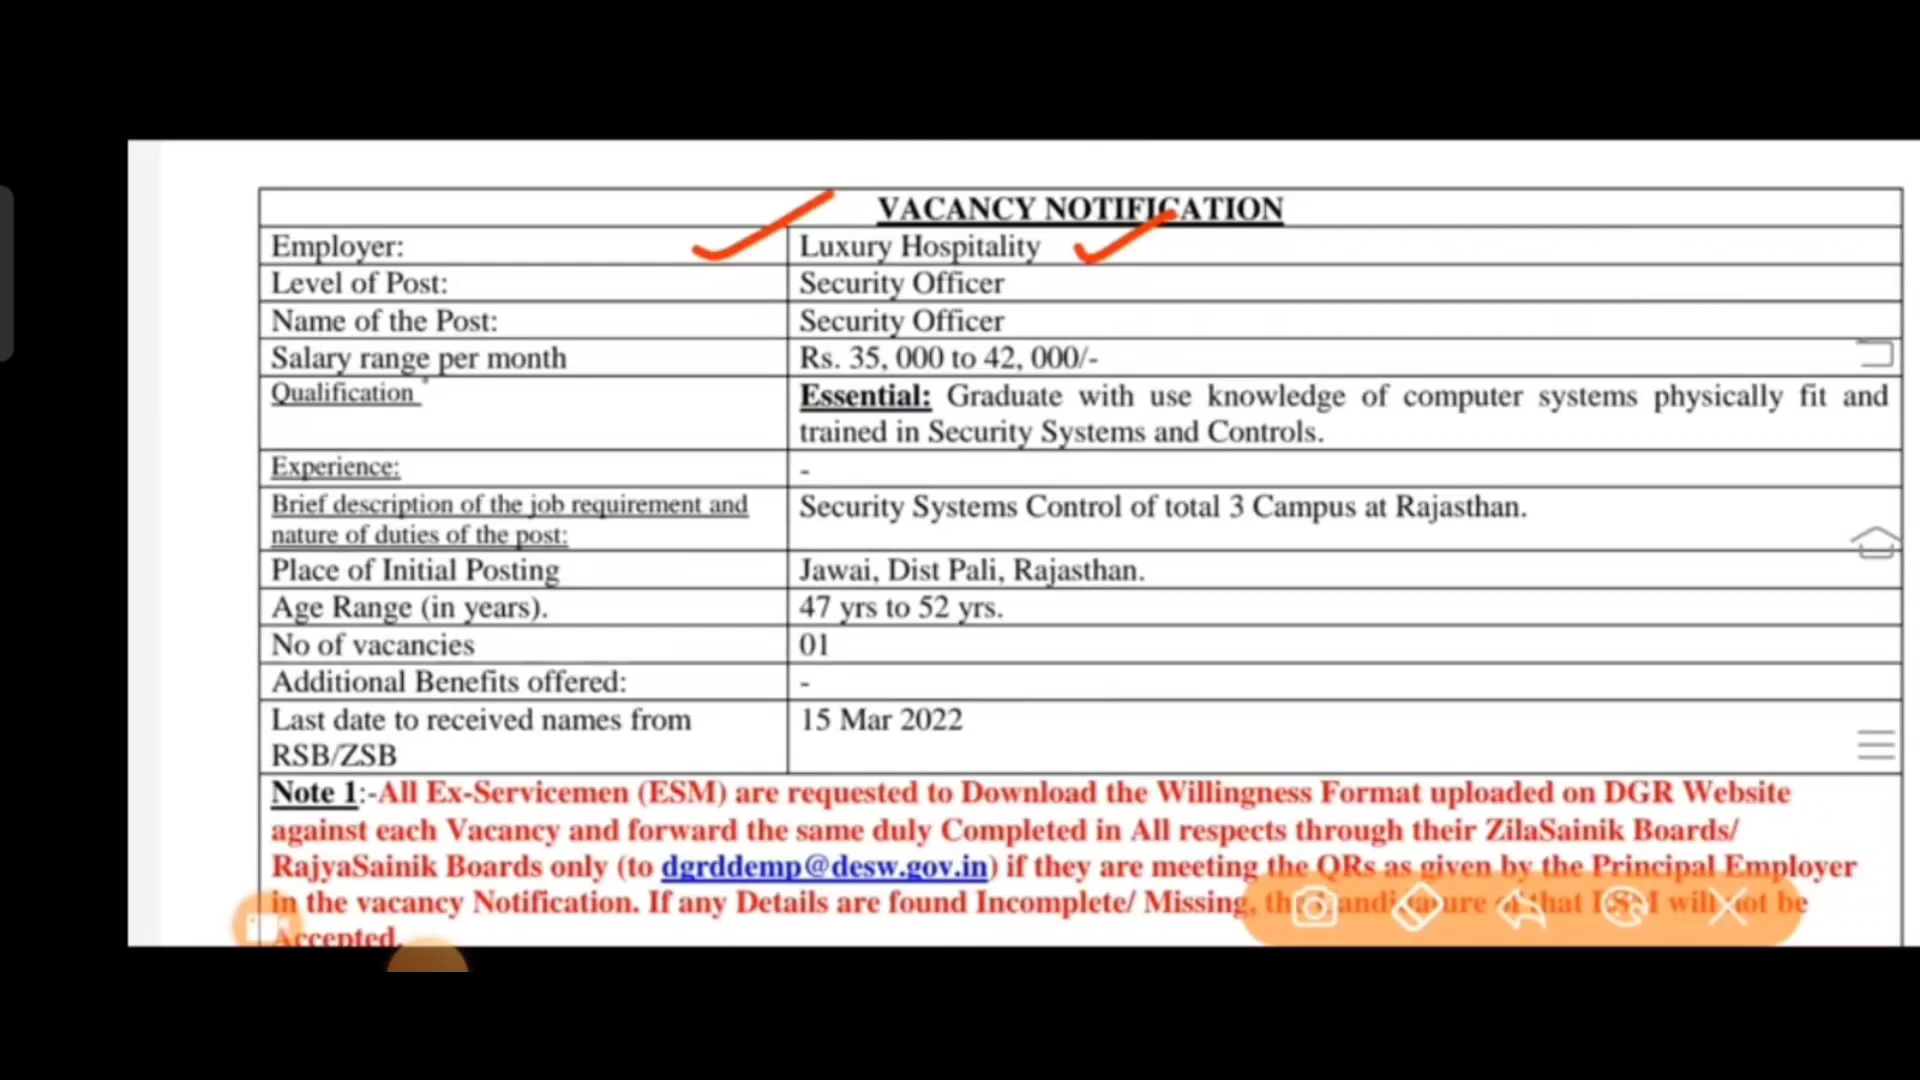 VACANCY NOTIFICATION
Employer: Luxury Hospitality
Level of Post: Security Officer
Name of the Post: Security Officer
Salary range per month Rs. 35, 000 to 42, 000/-
Qualification Essential: Graduate with use knowledge of computer systems physically fit and
trained in Security Systems and Controls.
Experience: -
Brief description of the job requirement and
nature of duties of the post: Security Systems Control of total 3 Campus at Rajasthan.
Place of Initial Posting Jawai, Dist Pali, Rajasthan.
Age Range (in years). 47 yrs to 52 yrs.
No of vacancies 01
Additional Benefits offered: -
Last date to received names from
RSB/ZSB 15 Mar 2022
Note 1:-All Ex-Servicemen (ESM) are requested to Download the Willingness Format uploaded on DGR Website
against each Vacancy and forward the same duly Completed in All respects through their ZilaSainik Boards/
RajyaSainik Boards only (to dgrddemp@desw.gov.in) if they are meeting the QRs as given by the Principal Employer
in the vacancy Notification. If any Details are found Incomplete/ Missing, that will be
Accepted.